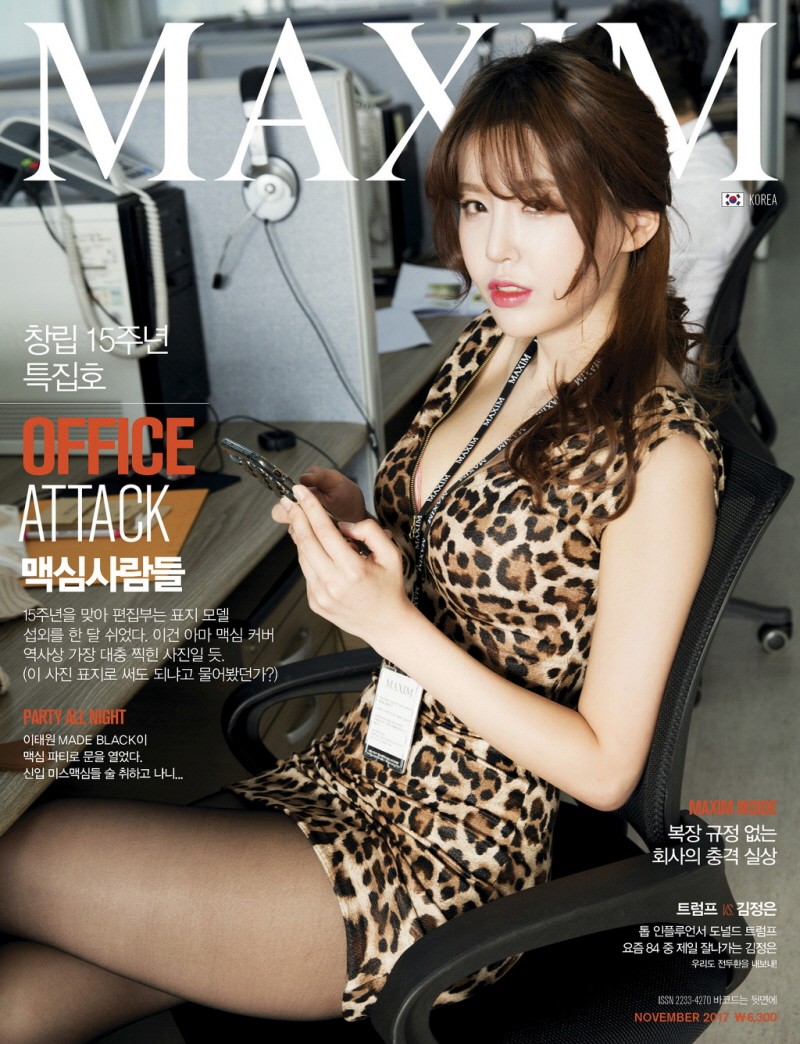 MAXIM
KOREA
창립 15주년
특집호
OFFICE
ATTACK
맥심사람들
15주년을 맞아 편집부는 표지 모델
섭외를 한 달 쉬었다. 이건 아마 맥심 커버
역사상 가장 대충 찍힌 사진일 듯.
(이 사진 표지로 써도 되냐고 물어봤던가?)
PARTY ALL NIGHT
이태원 MADE BLACK이
맥심 파티로 문을 열었다.
신입 미스맥심들 술 취하고 나니...
MAXIM
MAXIM
MAXIM
MAXIM
MAXIM
MAXIM INSIDE
복장 규정 없는
회사의 충격 실상
트럼프 VS. 김정은
톱 인플루언서 도널드 트럼프
요즘 84 중 제일 잘나가는 김정은
우리도 전두환을 내보내!
ISSN 2233-4270 바코드는 뒷면에
NOVEMBER 2017 ₩6,300